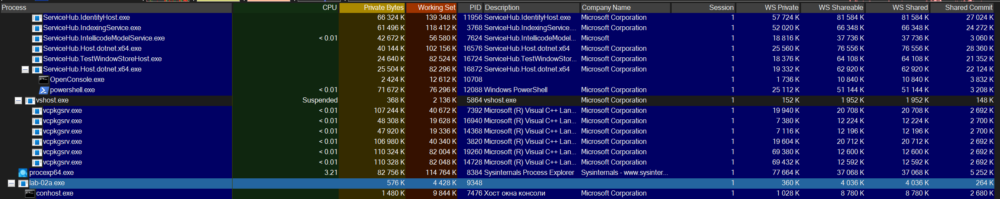 Process CPU Private Bytes Working Set PID Description Company Name Session WS Private WS Shareable WS Shared Shared Commit
ServiceHub.IdentityHost.exe 66 324 K 139 348 K 11956 ServiceHub.IdentityHost.exe Microsoft Corporation 1 57 724 K 81 584 K 81 584 K 27 024 K
ServiceHub.IndexingService.exe 61 496 K 118 412 K 3768 ServiceHub.IndexingService.... Microsoft Corporation 1 52 020 K 66 348 K 66 348 K 24 272 K
ServiceHub.IntellicodeModelService.exe < 0.01 42 672 K 56 580 K 7624 ServiceHub.IntellicodeModel... Microsoft 1 18 816 K 37 736 K 37 736 K 3 060 K
ServiceHub.Host.dotnet.x64.exe 40 144 K 102 156 K 16576 ServiceHub.Host.dotnet.x64 Microsoft Corporation 1 25 560 K 76 556 K 76 556 K 28 360 K
ServiceHub.TestWindowStoreHost.exe 24 640 K 82 524 K 16724 ServiceHub.TestWindowStor... Microsoft Corporation 1 18 376 K 64 108 K 64 108 K 21 352 K
ServiceHub.Host.dotnet.x64.exe 25 504 K 82 296 K 16872 ServiceHub.Host.dotnet.x64 Microsoft Corporation 1 19 332 K 62 920 K 62 920 K 22 124 K
OpenConsole.exe 2 424 K 12 612 K 10708 1 1 736 K 10 840 K 10 840 K 3 832 K
powershell.exe < 0.01 71 672 K 76 296 K 12088 Windows PowerShell Microsoft Corporation 1 25 112 K 51 144 K 51 144 K 3 208 K
vshost.exe Suspended 368 K 2 136 K 5864 vshost.exe Microsoft Corporation 1 152 K 1 952 K 1 952 K 148 K
vcpkgsrv.exe < 0.01 107 244 K 40 672 K 7392 Microsoft (R) Visual C++ Lan... Microsoft Corporation 1 19 940 K 20 708 K 20 708 K 2 692 K
vcpkgsrv.exe < 0.01 48 308 K 19 628 K 16940 Microsoft (R) Visual C++ Lan... Microsoft Corporation 1 7 380 K 12 224 K 12 224 K 2 700 K
vcpkgsrv.exe < 0.01 47 920 K 19 336 K 14368 Microsoft (R) Visual C++ Lan... Microsoft Corporation 1 7 116 K 12 196 K 12 196 K 2 700 K
vcpkgsrv.exe < 0.01 106 980 K 40 340 K 3820 Microsoft (R) Visual C++ Lan... Microsoft Corporation 1 19 604 K 20 712 K 20 712 K 2 692 K
vcpkgsrv.exe < 0.01 110 324 K 82 004 K 19260 Microsoft (R) Visual C++ Lan... Microsoft Corporation 1 69 380 K 12 600 K 12 600 K 2 692 K
vcpkgsrv.exe < 0.01 110 328 K 82 048 K 14728 Microsoft (R) Visual C++ Lan... Microsoft Corporation 1 69 432 K 12 592 K 12 592 K 2 692 K
procexp64.exe 3.21 82 756 K 114 764 K 8384 Sysinternals Process Explorer Sysinternals - www.sysinter... 1 77 664 K 37 068 K 37 068 K 5 252 K
lab-02a.exe 576 K 4 428 K 9348 1 360 K 4 036 K 4 036 K 264 K
conhost.exe 1 480 K 9 844 K 7476 Хост окна консоли Microsoft Corporation 1 1 028 K 8 780 K 8 780 K 2 680 K